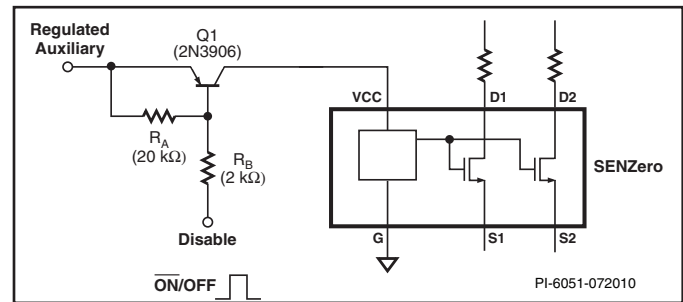 Regulated
Auxiliary
Q1
(2N3906)
VCC
D1
D2
RA
(20 kΩ)
RB
(2 kΩ)
SENZero
Disable
G
S1
S2
ON/OFF
PI-6051-072010